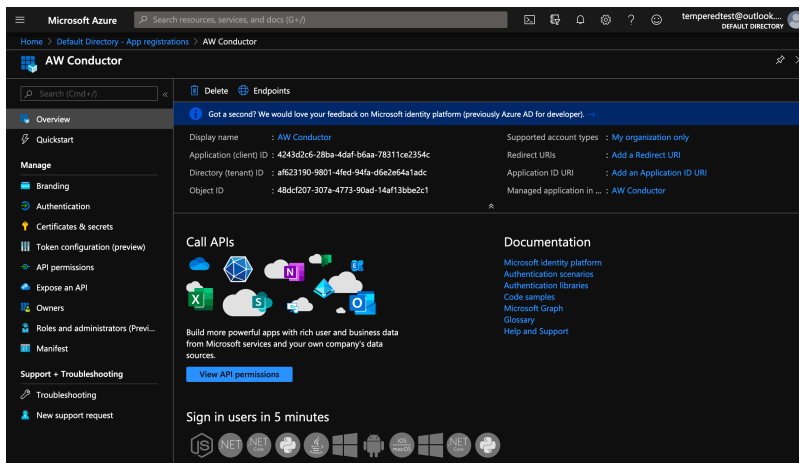 Microsoft Azure
Search resources, services, and docs (G+/)
temperedtest@outlook....
DEFAULT DIRECTORY
Home > Default Directory - App registrations > AW Conductor
AW Conductor
Search (Cmd+/)
«
Delete
Endpoints
Got a second? We would love your feedback on Microsoft identity platform (previously Azure AD for developer). →
Overview
Quickstart
Manage
Branding
Authentication
Certificates & secrets
Token configuration (preview)
API permissions
Expose an API
Owners
Roles and administrators (Previ...
Manifest
Support + Troubleshooting
Troubleshooting
New support request
Display name : AW Conductor
Application (client) ID : 4243d2c6-28ba-4daf-b6aa-78311ce2354c
Directory (tenant) ID : af623190-9801-4fed-94fa-d6e2e64a1adc
Object ID : 48dcf207-307a-4773-90ad-14af13bbe2c1
Supported account types : My organization only
Redirect URIs : Add a Redirect URI
Application ID URI : Add an Application ID URI
Managed application in ... : AW Conductor
Call APIs
Build more powerful apps with rich user and business data
from Microsoft services and your own company's data
sources.
View API permissions
Documentation
Microsoft identity platform
Authentication scenarios
Authentication libraries
Code samples
Microsoft Graph
Glossary
Help and Support
Sign in users in 5 minutes
JS
.NET
.NET
Core
iOS
macOS
.NET
Core